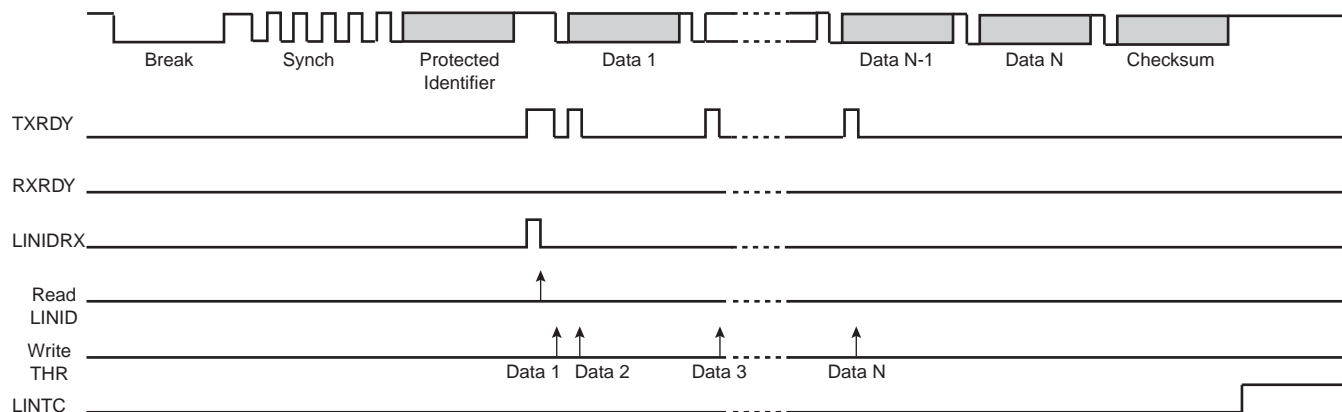 Break
Synch
Protected
Identifier
Data 1
Data N-1
Data N
Checksum
TXRDY
RXRDY
LINIDRX
Read
LINID
Write
THR
Data 1
Data 2
Data 3
Data N
LINTC